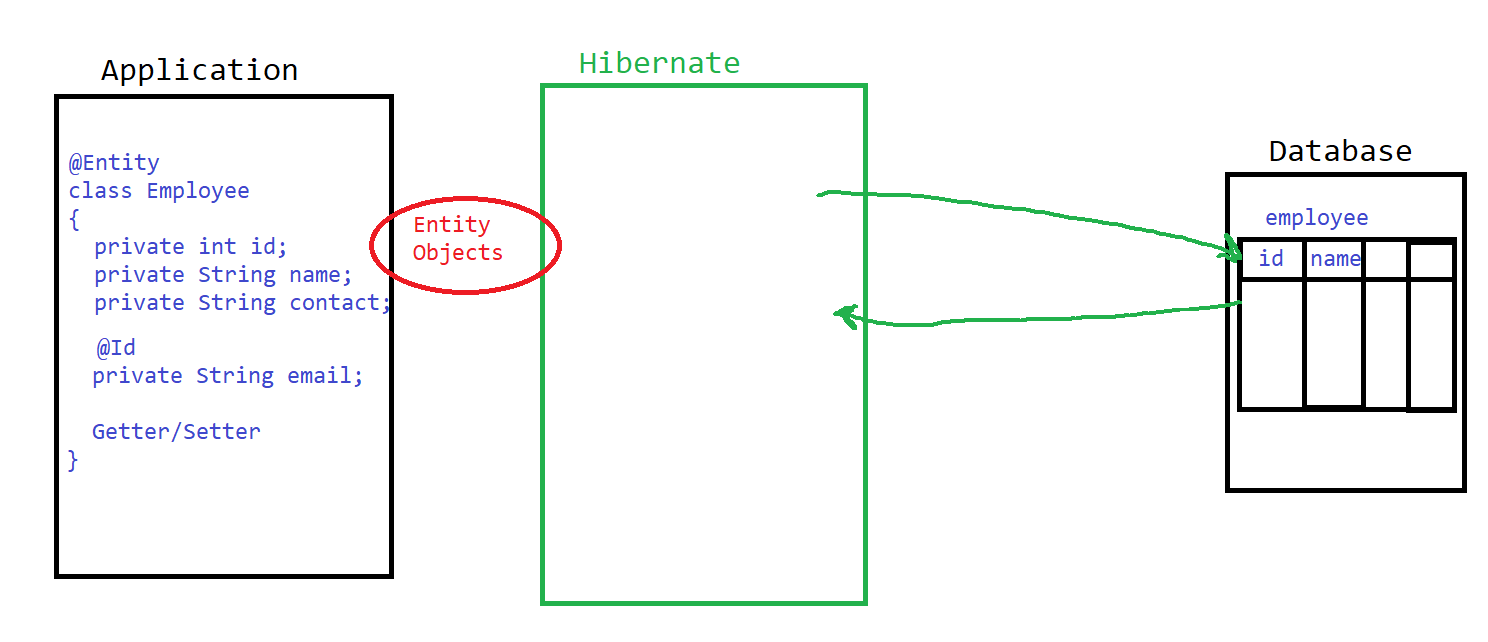 Application
@Entity
class Employee
{
private int id;
private String name;
private String contact;
@Id
private String email;
Getter/Setter
}
Entity
Objects
Hibernate
Database
employee
id name